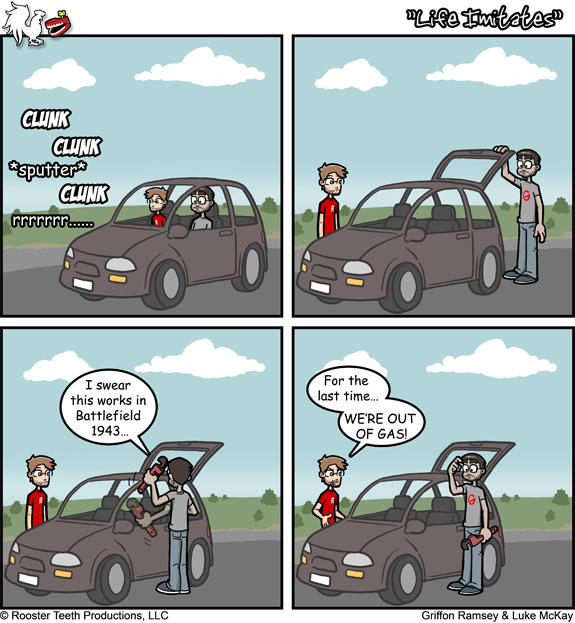 "Life Imitates"
CLUNK
CLUNK
*sputter*
CLUNK
rrrrrrr......
I swear
this works in
Battlefield
1943...
For the
last time...
WE'RE OUT
OF GAS!
© Rooster Teeth Productions, LLC
Griffon Ramsey & Luke McKay